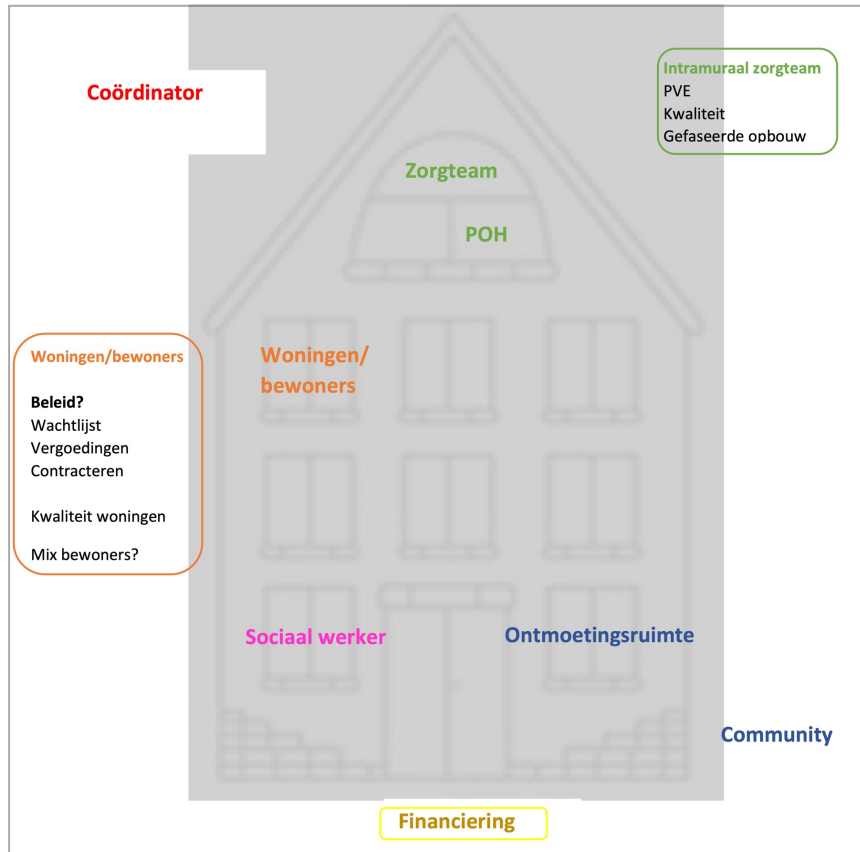 Coördinator
Intramuraal zorgteam
PVE
Kwaliteit
Gefaseerde opbouw
Zorgteam
POH
Woningen/bewoners
Beleid?
Wachtlijst
Vergoedingen
Contracteren
Kwaliteit woningen
Mix bewoners?
Woningen/
bewoners
Sociaal werker
Ontmoetingsruimte
Community
Financiering